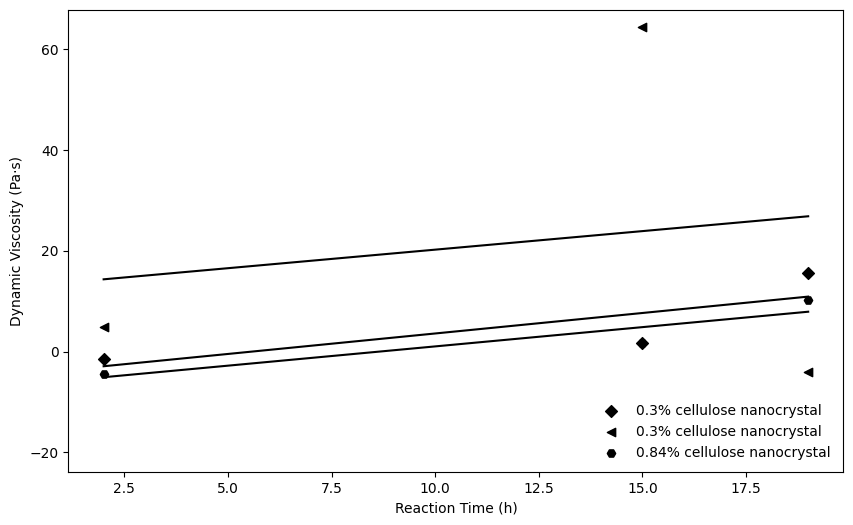 60
40
20
0
−20
Dynamic Viscosity (Pa·s)
0.3% cellulose nanocrystal
0.3% cellulose nanocrystal
0.84% cellulose nanocrystal
2.5 5.0 7.5 10.0 12.5 15.0 17.5
Reaction Time (h)